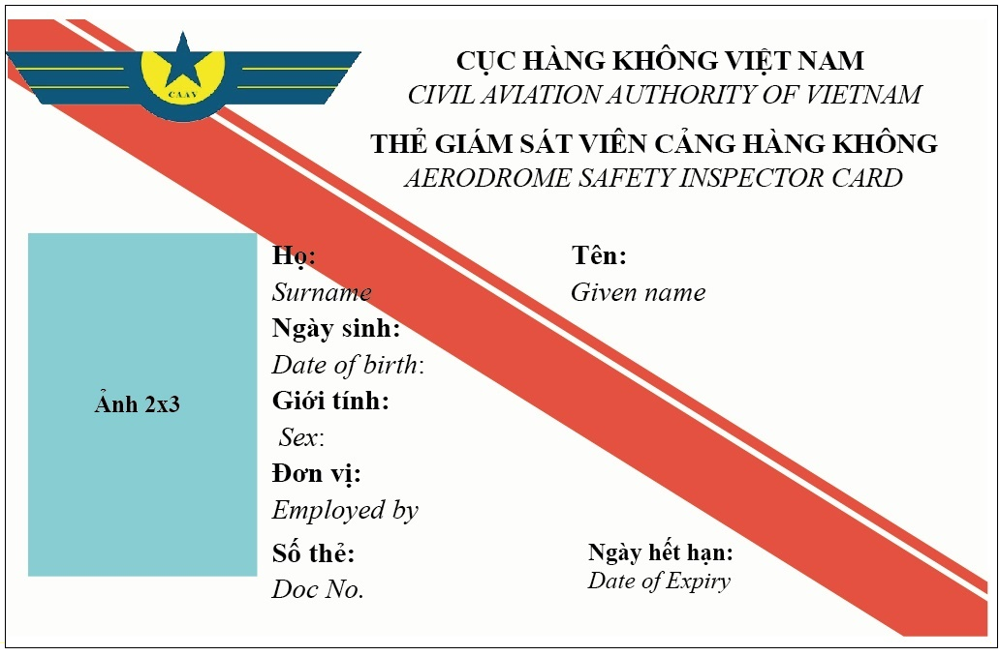 CAAV
CỤC HÀNG KHÔNG VIỆT NAM
CIVIL AVIATION AUTHORITY OF VIETNAM
THẺ GIÁM SÁT VIÊN CẢNG HÀNG KHÔNG
AERODROME SAFETY INSPECTOR CARD
Họ: Tên:
Surname Given name
Ngày sinh:
Date of birth:
Ảnh 2x3
Giới tính:
Sex:
Đơn vị:
Employed by
Số thẻ: Ngày hết hạn:
Doc No. Date of Expiry